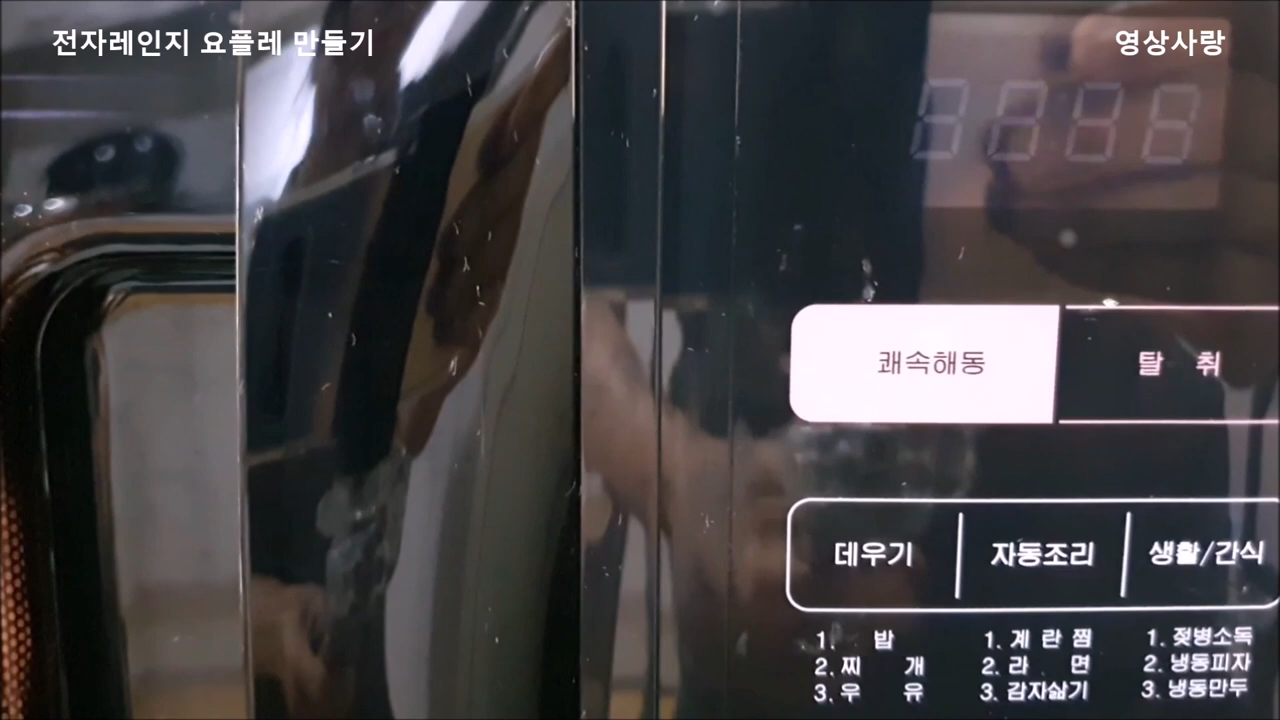 전자레인지 요플레 만들기
영상사랑
쾌속해동
탈 취
데우기
자동조리
생활/간식
1. 밥
2. 찌 개
3. 우 유
1. 계 란 찜
2. 라 면
3. 감자삶기
1. 젖병소독
2. 냉동피자
3. 냉동만두